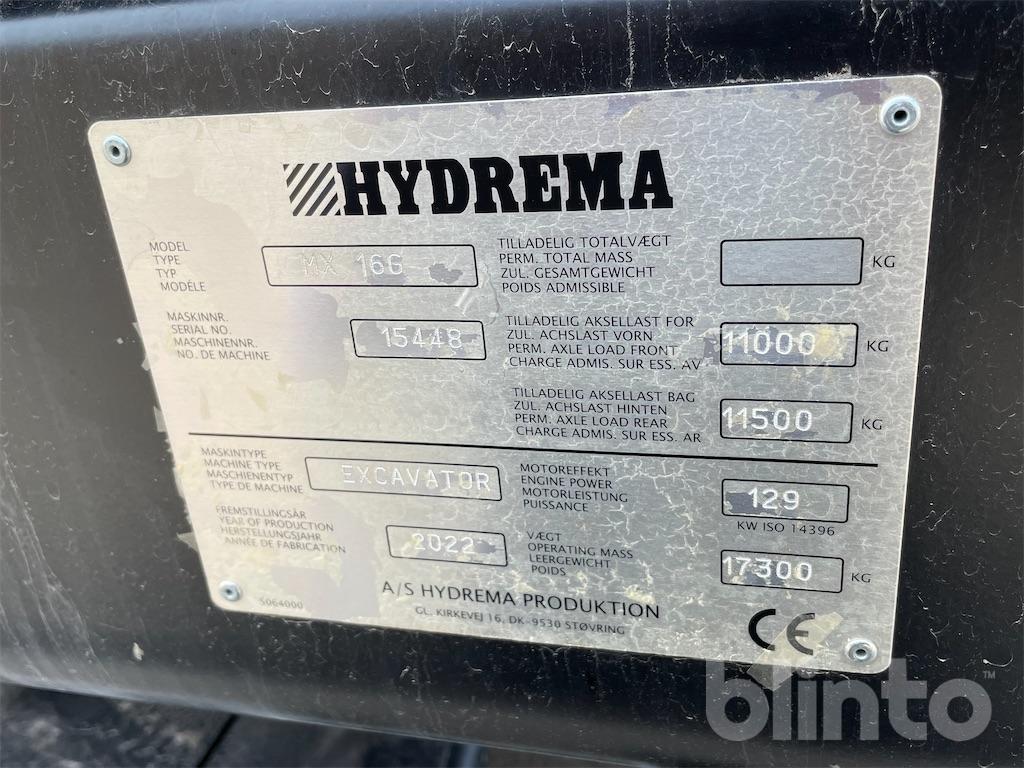 HYDREMA
MODEL
TYPE
TYP
MODÈLE
MX 16G
MASKINNR.
SERIAL NO.
MASCHINENNR.
NO. DE MACHINE
15448
TILLADELIG TOTALVÆGT
PERM. TOTAL MASS
ZUL. GESAMTGEWICHT
POIDS ADMISSIBLE
KG
TILLADELIG AKSELLAST FOR
ZUL. ACHSLAST VORN
PERM. AXLE LOAD FRONT
CHARGE ADMIS. SUR ESS. AV
11000 KG
TILLADELIG AKSELLAST BAG
ZUL. ACHSLAST HINTEN
PERM. AXLE LOAD REAR
CHARGE ADMIS. SUR ESS. AR
11500 KG
MASKINTYPE
MACHINE TYPE
MASCHIENENTYP
TYPE DE MACHINE
EXCAVATOR
FREMSTILLINGSÅR
YEAR OF PRODUCTION
HERSTELLUNGSJAHR
ANNÉE DE FABRICATION
2022
MOTOREFFEKT
ENGINE POWER
MOTORLEISTUNG
PUISSANCE
129
KW ISO 14396
VÆGT
OPERATING MASS
LEERGEWICHT
POIDS
17300 KG
A/S HYDREMA PRODUKTION
GL. KIRKEVEJ 16, DK-9530 STØVRING
5064000
CE
blinto™